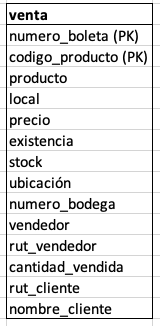 venta
numero_boleta (PK)
codigo_producto (PK)
producto
local
precio
existencia
stock
ubicación
numero_bodega
vendedor
rut_vendedor
cantidad_vendida
rut_cliente
nombre_cliente